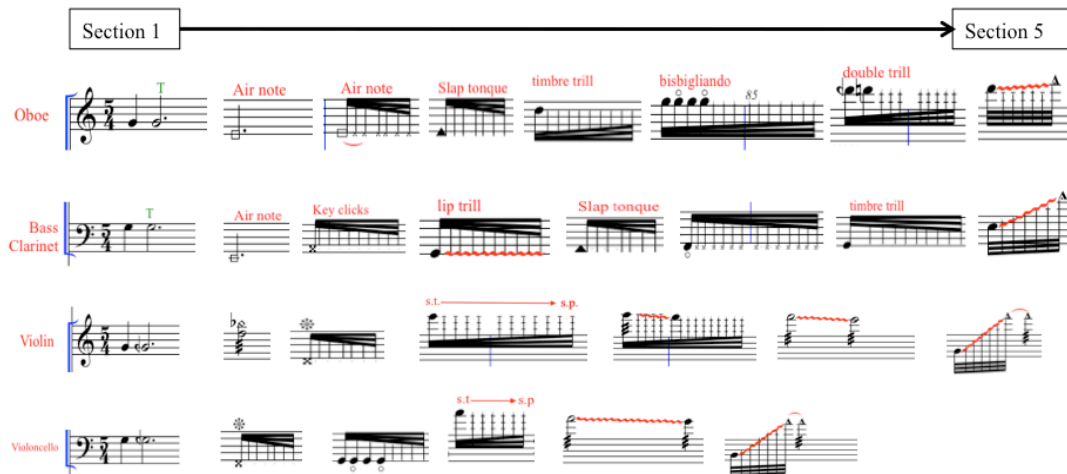 Section 1
Section 5
Oboe
T
Air note
Air note
Slap tonque
timbre trill
bisbigliando
85
double trill
Bass
Clarinet
T
Air note
Key clicks
lip trill
Slap tonque
timbre trill
Violin
s.t.
s.p.
Violoncello
s.t
s.p